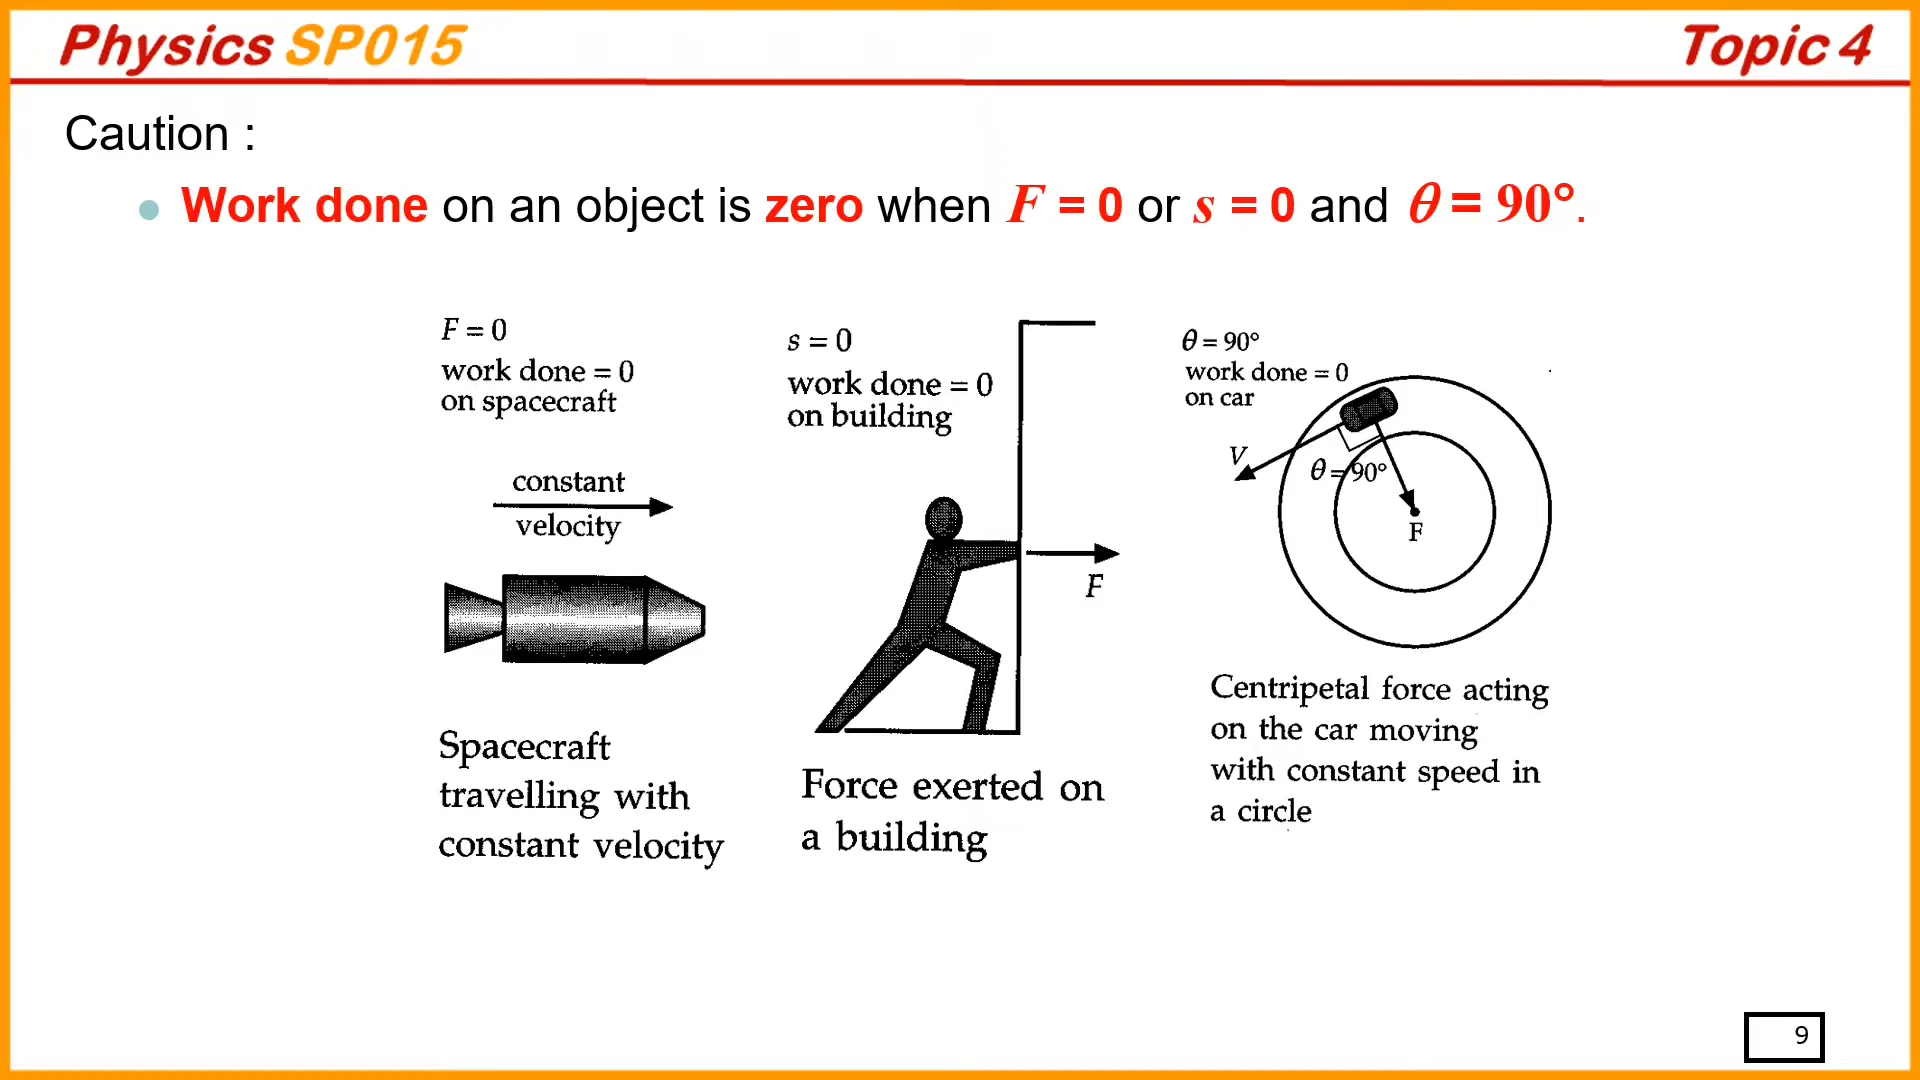 Physics SP015
Topic 4
Caution :
Work done on an object is zero when F = 0 or s = 0 and θ = 90°.
F = 0
work done = 0
on spacecraft
constant
velocity
Spacecraft
travelling with
constant velocity
s = 0
work done = 0
on building
F
Force exerted on
a building
θ = 90°
work done = 0
on car
V
θ = 90°
F
Centripetal force acting
on the car moving
with constant speed in
a circle
9